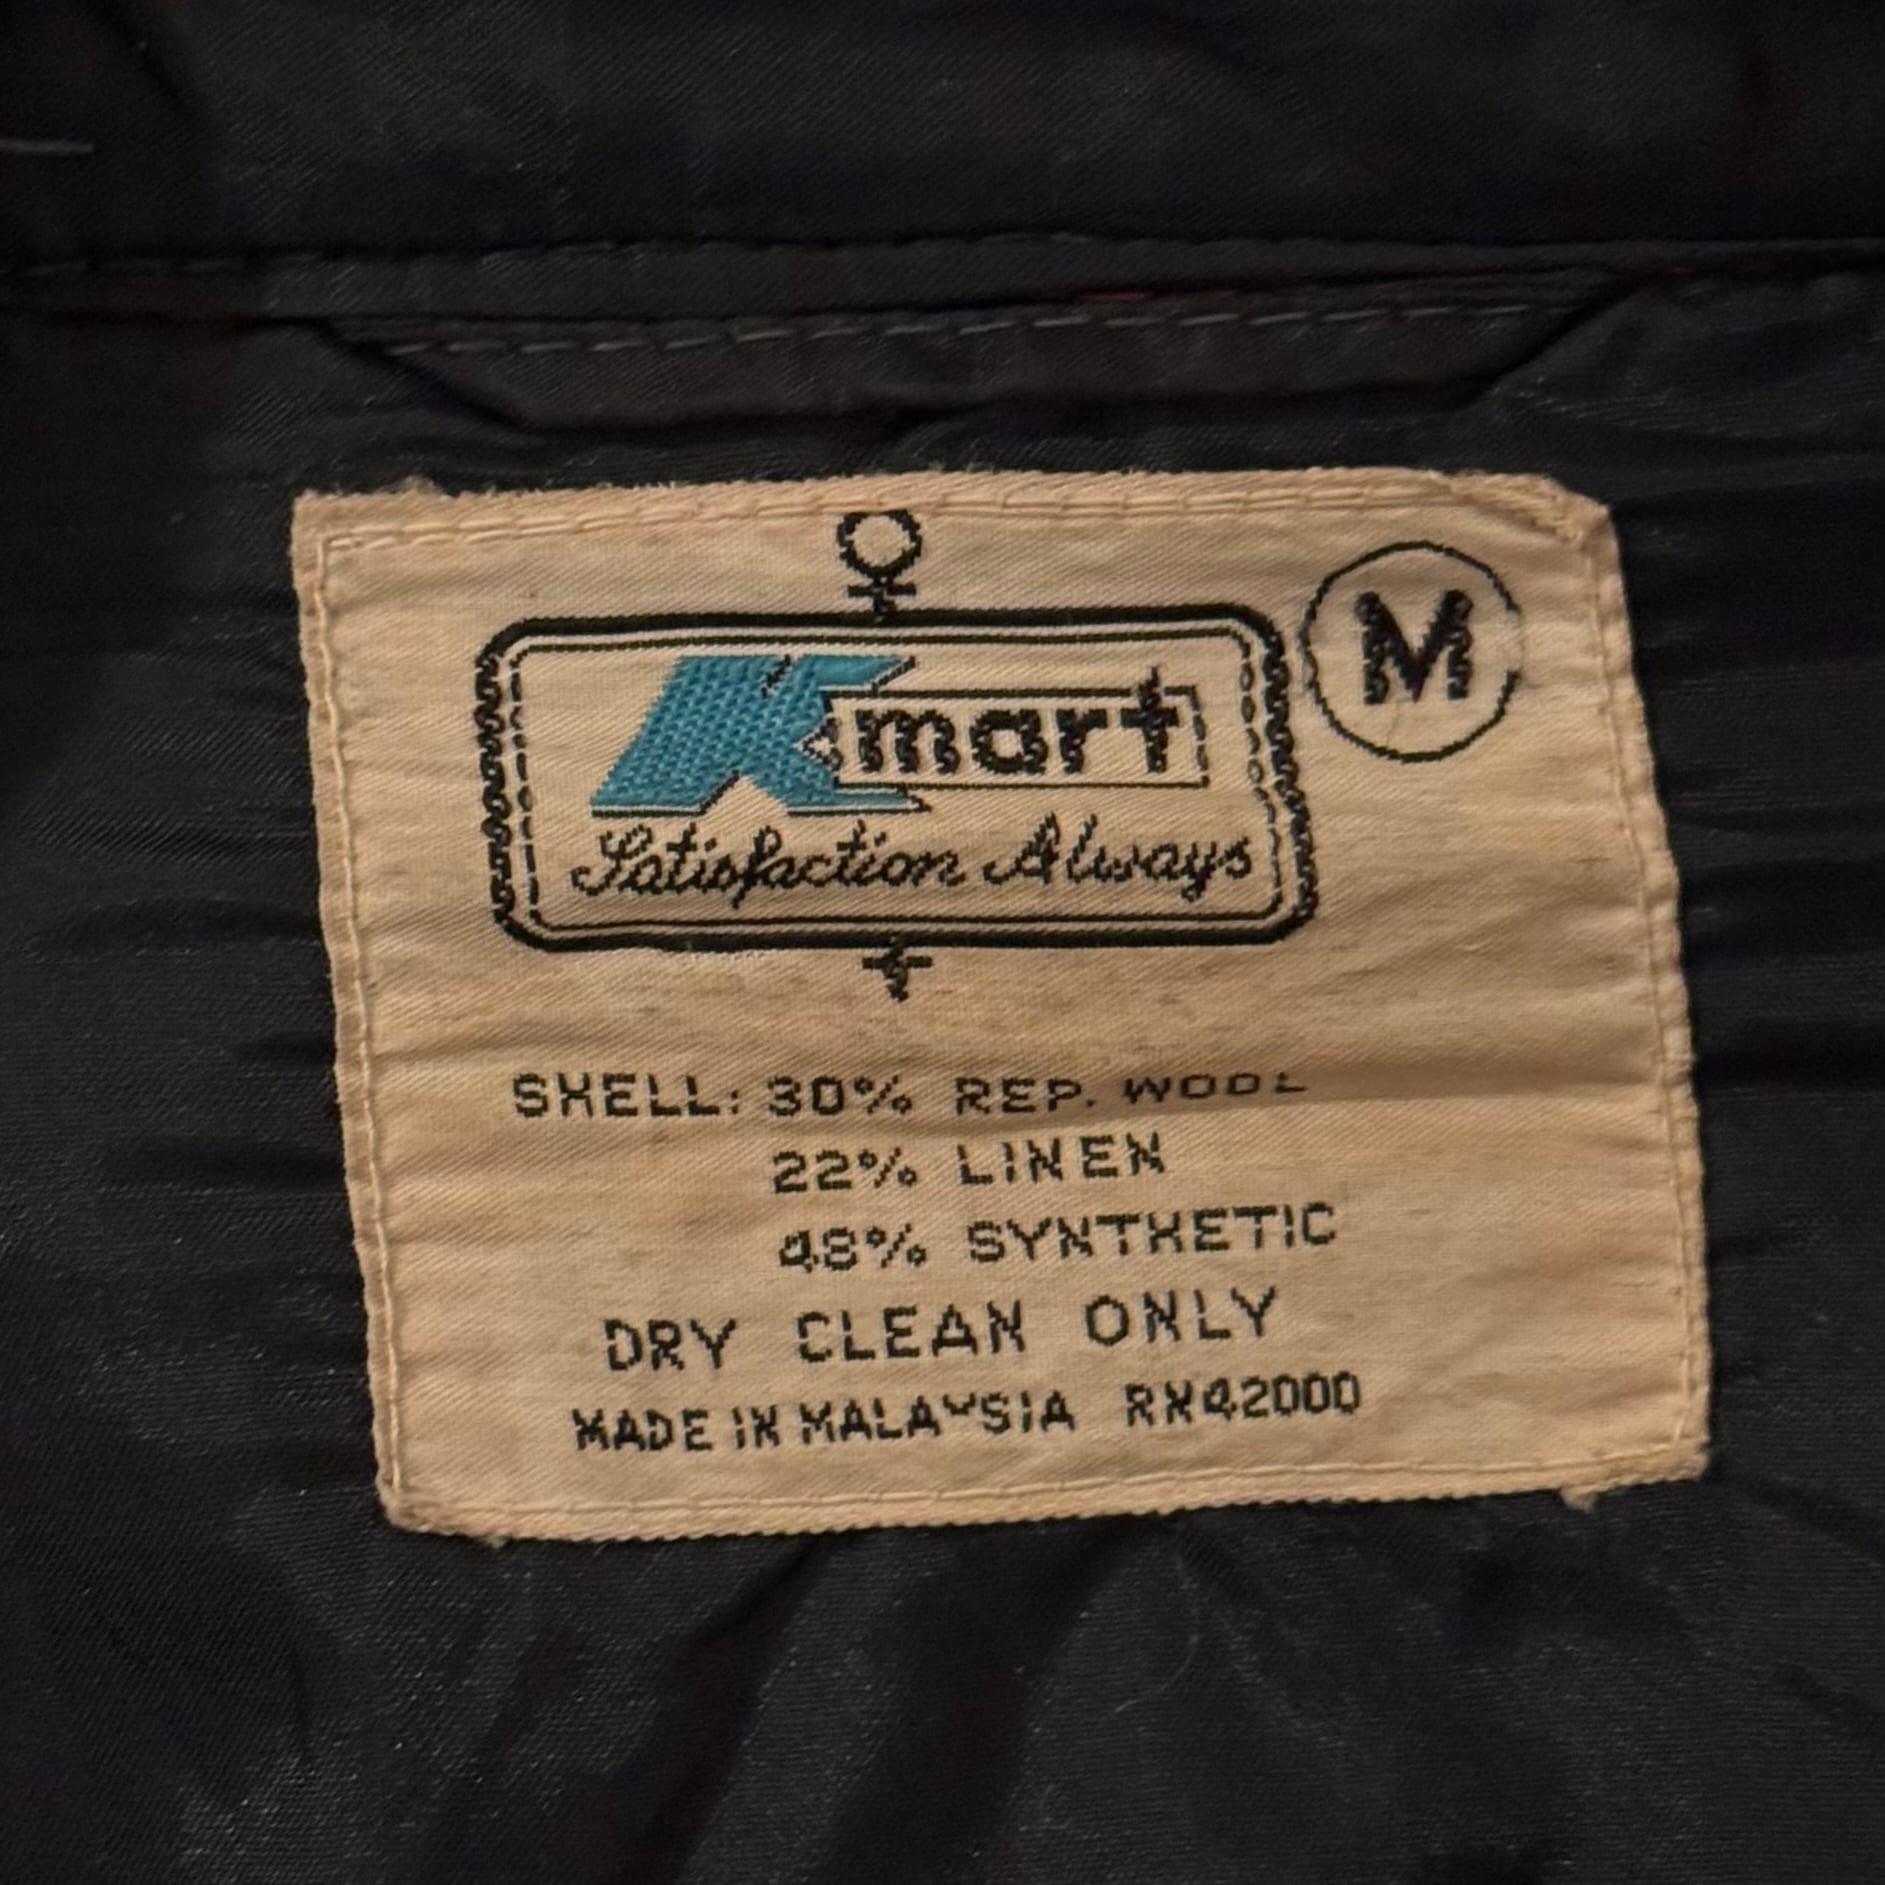 M
Kmart
Satisfaction Always
SHELL: 30% REP. WOOL
22% LINEN
48% SYNTHETIC
DRY CLEAN ONLY
MADE IN MALAYSIA RN42000